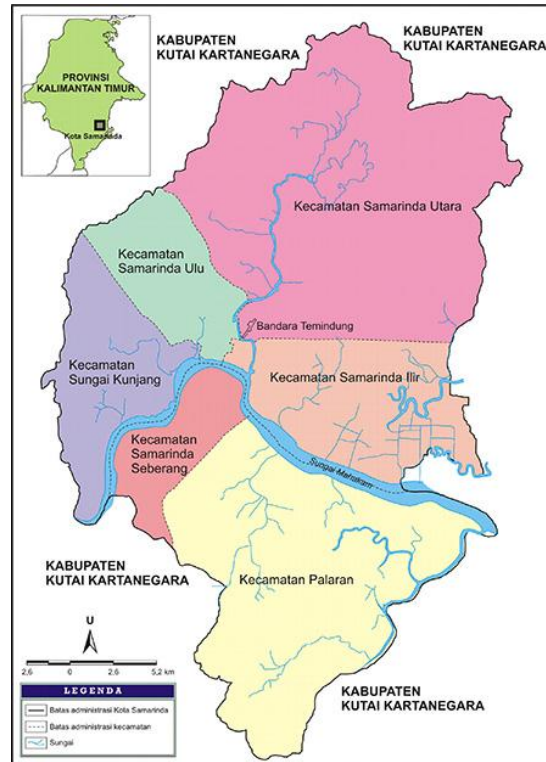 KABUPATEN
KUTAI KARTANEGARA
KABUPATEN
KUTAI KARTANEGARA
PROVINSI
KALIMANTAN TIMUR
Kota Samarinda
Kecamatan Samarinda Utara
Kecamatan
Samarinda Ulu
Bandara Temindung
Kecamatan
Sungai Kunjang
Kecamatan Samarinda Ilir
Kecamatan
Samarinda
Seberang
Sungai Mahakam
KABUPATEN
KUTAI KARTANEGARA
Kecamatan Palaran
U
2,6 0 2,6 5,2 km
KABUPATEN
KUTAI KARTANEGARA
LEGENDA
Batas administrasi Kota Samarinda
Batas administrasi kecamatan
Sungai